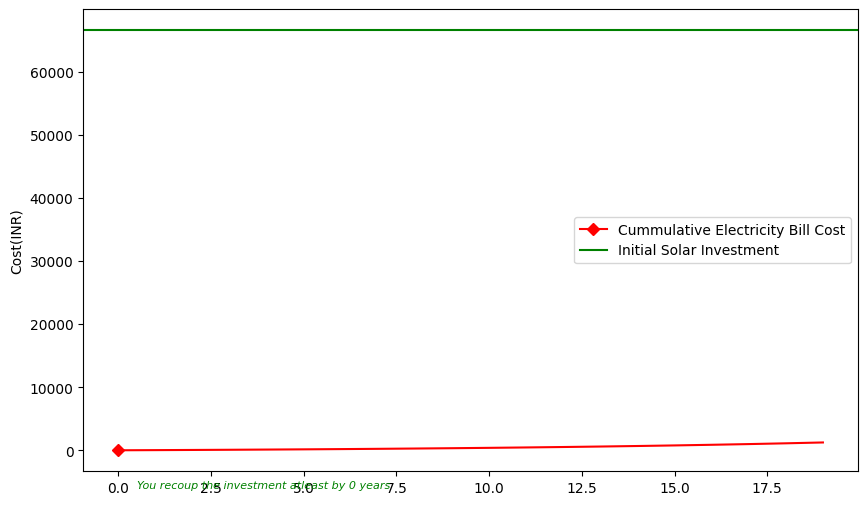 60000
50000
40000
30000
20000
10000
0
Cost(INR)
Cummulative Electricity Bill Cost
Initial Solar Investment
0.0 2.5 5.0 7.5 10.0 12.5 15.0 17.5
You recoup the investment atleast by 0 years